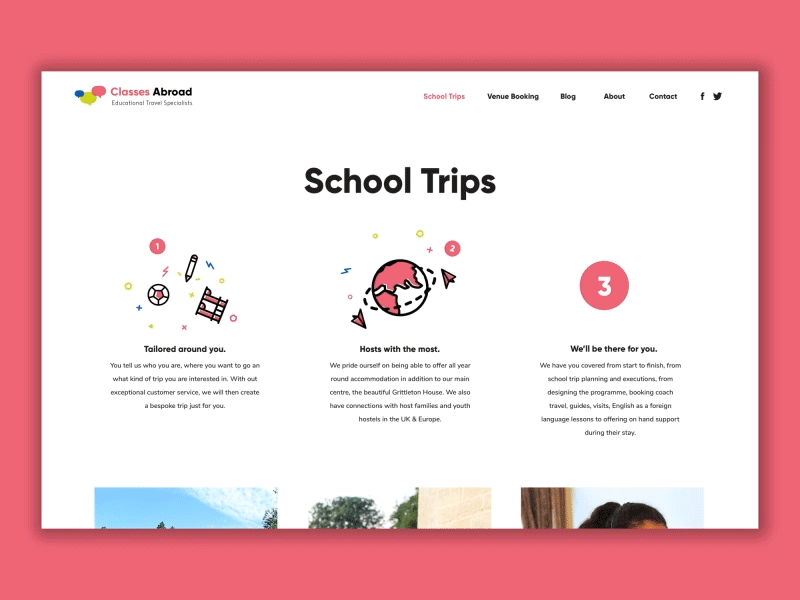 Classes Abroad
Educational Travel Specialists
School Trips Venue Booking Blog About Contact
School Trips
1
2
3
Tailored around you.
You tell us who you are, where you want to go an
what kind of trip you are interested in. With out
exceptional customer service, we will then create
a bespoke trip just for you.
Hosts with the most.
We pride ourself on being able to offer all year
round accommodation in addition to our main
centre, the beautiful Grittleton House. We also
have connections with host families and youth
hostels in the UK & Europe.
We'll be there for you.
We have you covered from start to finish, from
school trip planning and executions, from
designing the programme, booking coach
travel, guides, visits, English as a foreign
language lessons to offering on hand support
during their stay.